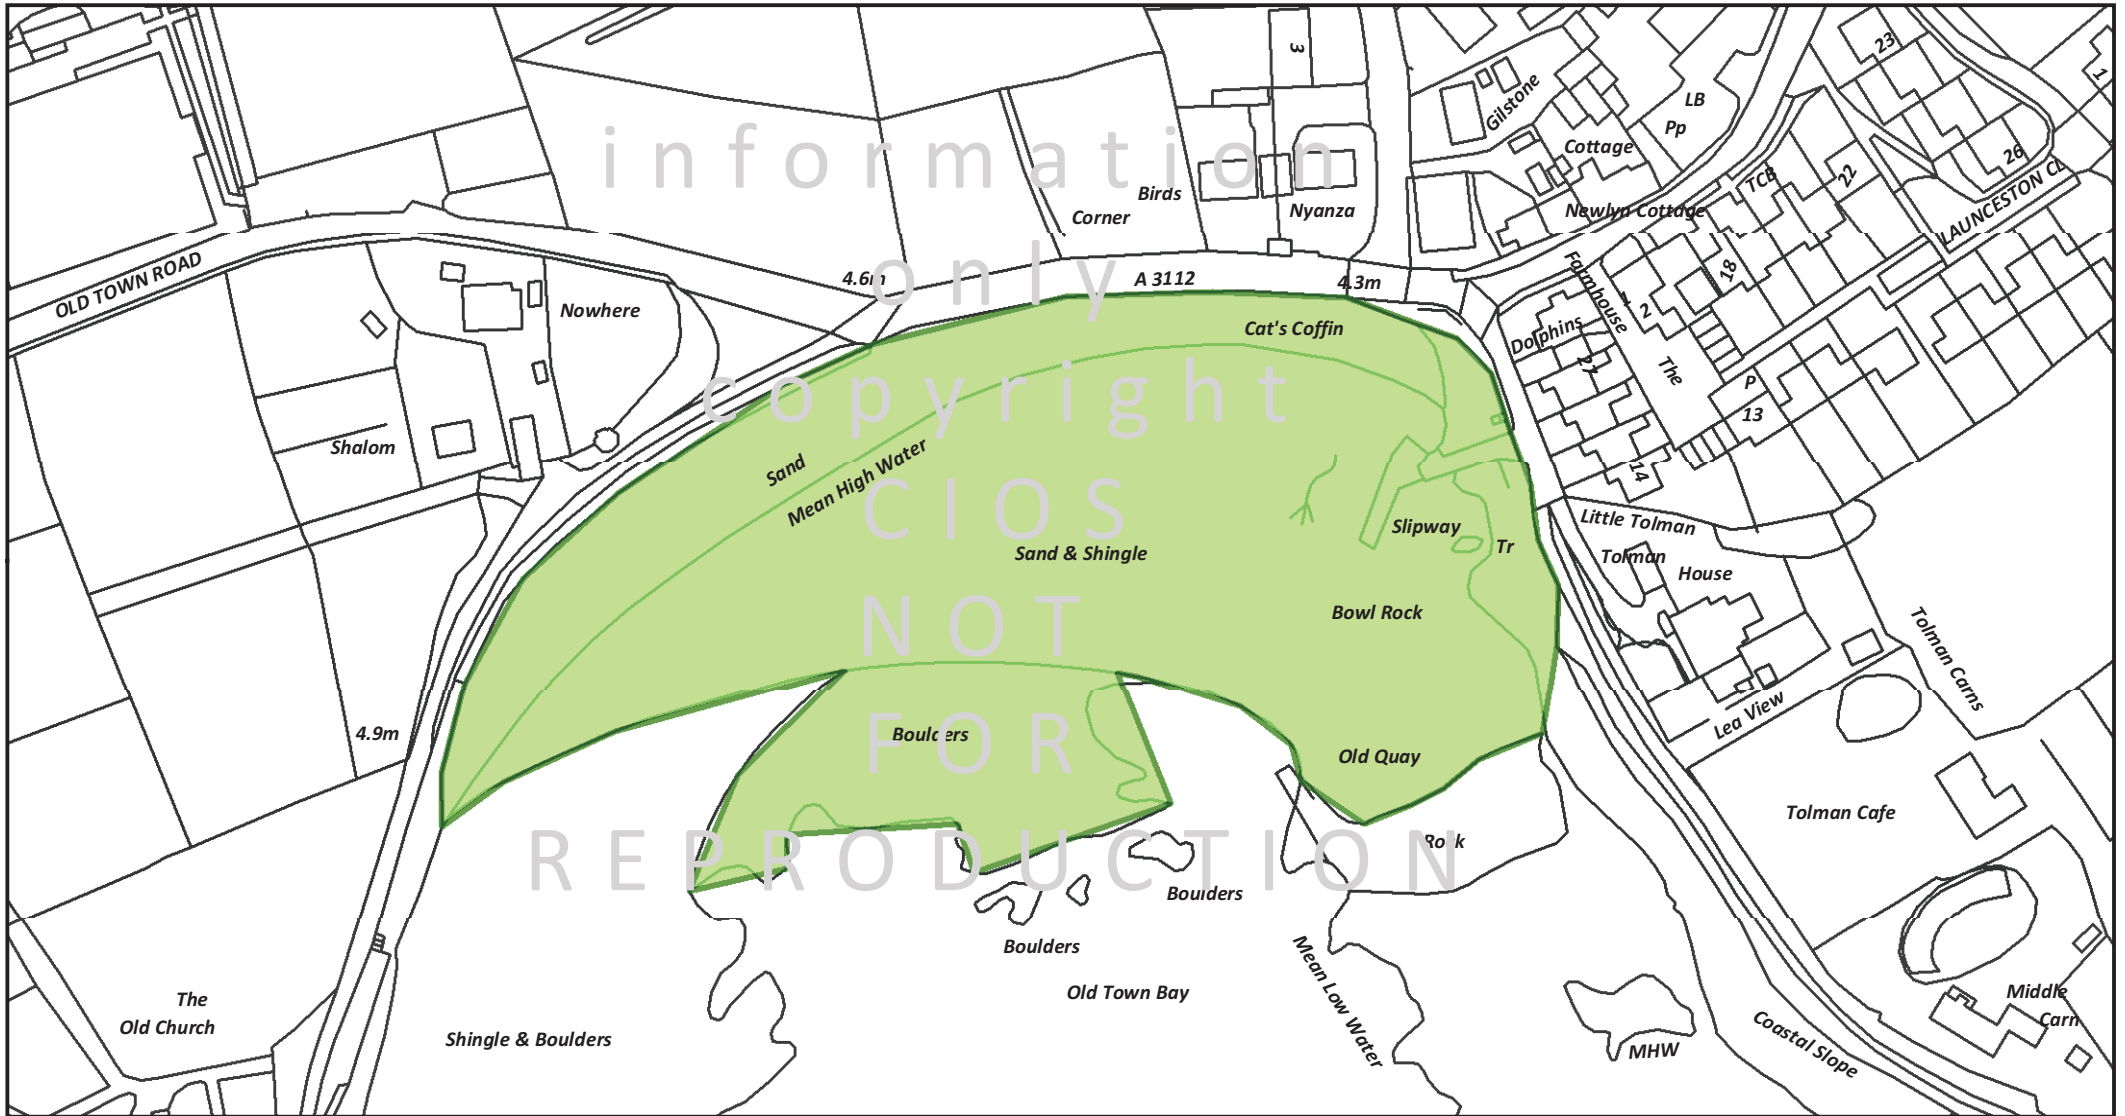 23
1
3
LB
Pp
Gilstone
Cottage
information
26
22
TCB
Birds
Corner
Nyanza
Newlyn Cottage
LAUNCESTON CL
OLD TOWN ROAD
4.6m
only
A 3112
4.3m
Farmhouse
18
1
2
Nowhere
Cat's Coffin
Dolphins
27
The
P
13
copyright
Shalom
Sand
Mean High Water
14
CIOS
Slipway
Tr
Little Tolman
Sand & Shingle
Tolman
House
NOT
Bowl Rock
Tolman Carns
Lea View
4.9m
Boulders
FOR
Old Quay
Tolman Cafe
REPRODUCTION
Rock
Boulders
Boulders
Old Town Bay
Mean Low Water
The
Old Church
Middle
Carn
Shingle & Boulders
MHW
Coastal Slope